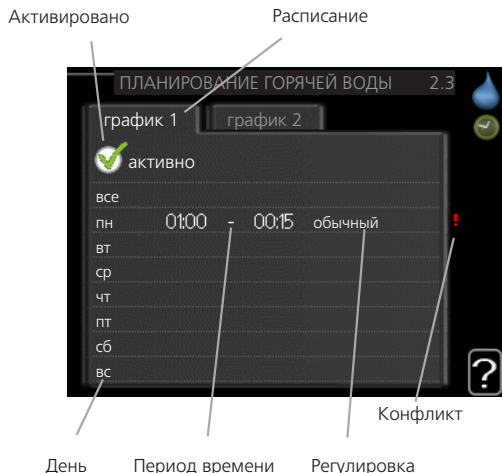 Активировано Расписание
ПЛАНИРОВАНИЕ ГОРЯЧЕЙ ВОДЫ 2.3
график 1 график 2
активно
все
пн 01:00 - 00:15 обычный !
вт
ср
чт
пт
сб
вс
?
Конфликт
День Период времени Регулировка